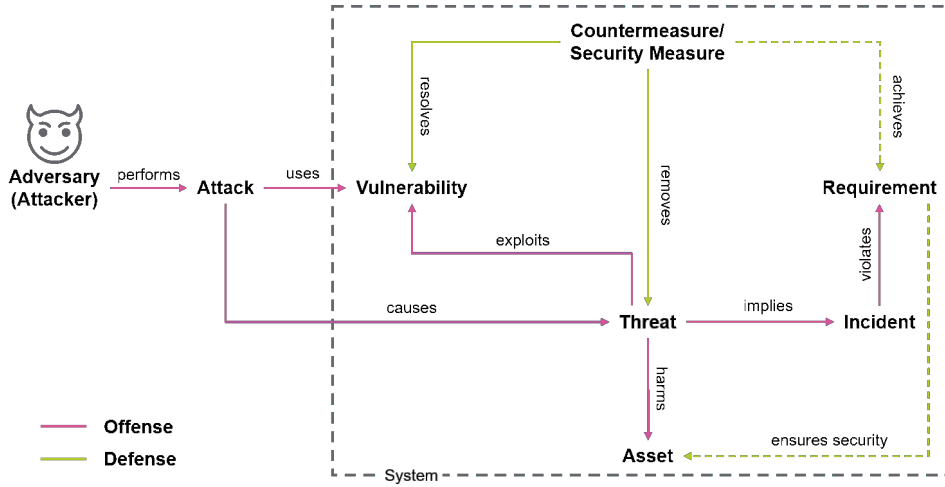 Countermeasure/
Security Measure
resolves
removes
achieves
Adversary
(Attacker)
performs
Attack
uses
Vulnerability
Requirement
exploits
violates
causes
Threat
implies
Incident
harms
Offense
Defense
Asset
ensures security
System